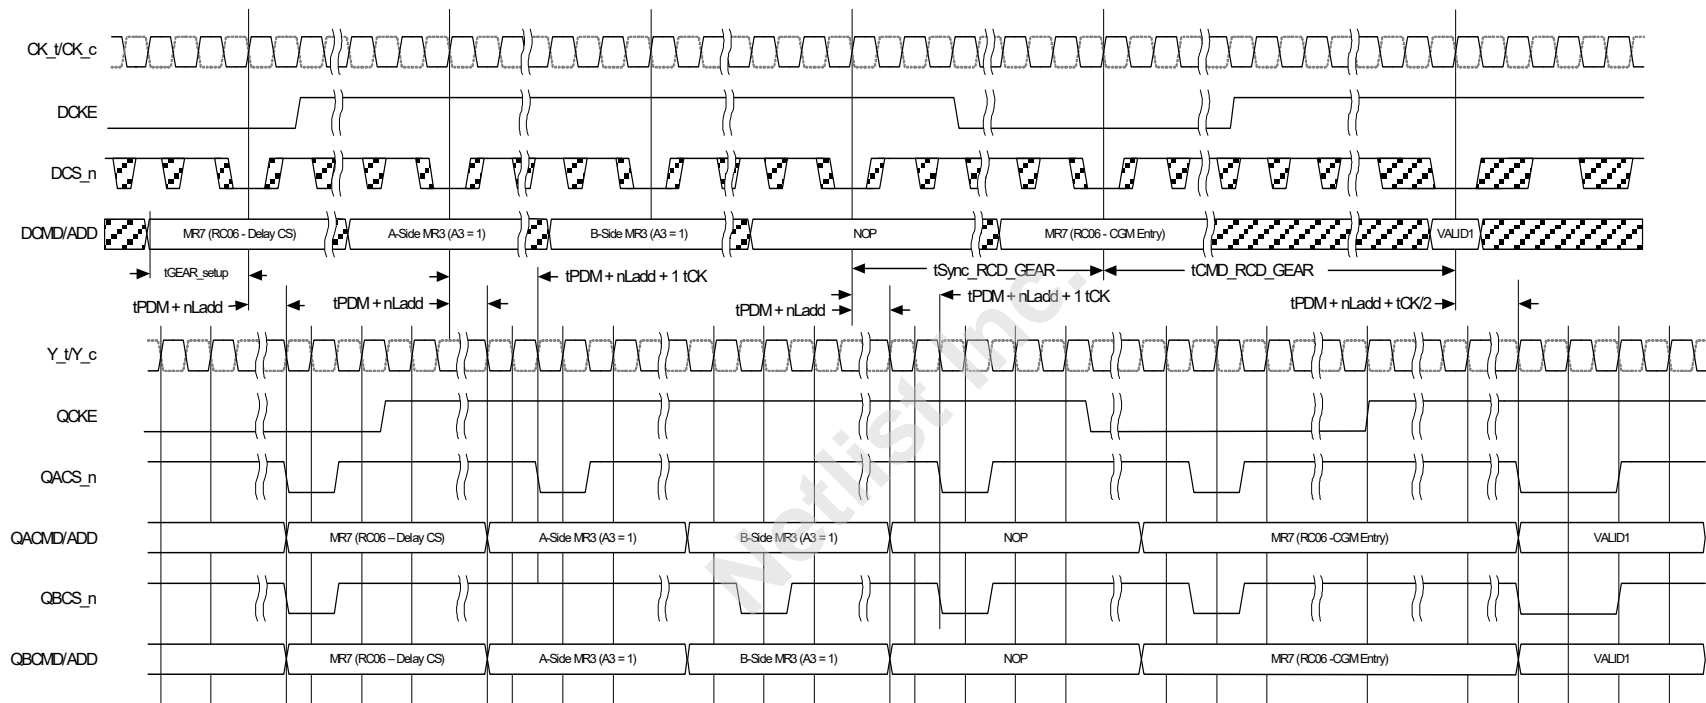 CK_t/CK_c
DCKE
DCS_n
DCMD/ADD
MR7 (RC06 - Delay CS)
A-Side MR3 (A3 = 1)
B-Side MR3 (A3 = 1)
NOP
MR7 (RC06 - CGM Entry)
VALID1
tGEAR_setup
tPDM + nLadd + 1 tCK
tSync_RCD_GEAR
tCMD_RCD_GEAR
tPDM + nLadd
tPDM + nLadd
tPDM + nLadd
tPDM + nLadd + 1 tCK
tPDM + nLadd + tCK/2
Y_t/Y_c
QCKE
QACS_n
QACMD/ADD
MR7 (RC06 – Delay CS)
A-Side MR3 (A3 = 1)
B-Side MR3 (A3 = 1)
NOP
MR7 (RC06 -CGM Entry)
VALID1
QBCS_n
QBCMD/ADD
MR7 (RC06 – Delay CS)
A-Side MR3 (A3 = 1)
B-Side MR3 (A3 = 1)
NOP
MR7 (RC06 -CGM Entry)
VALID1
Netlist Inc.